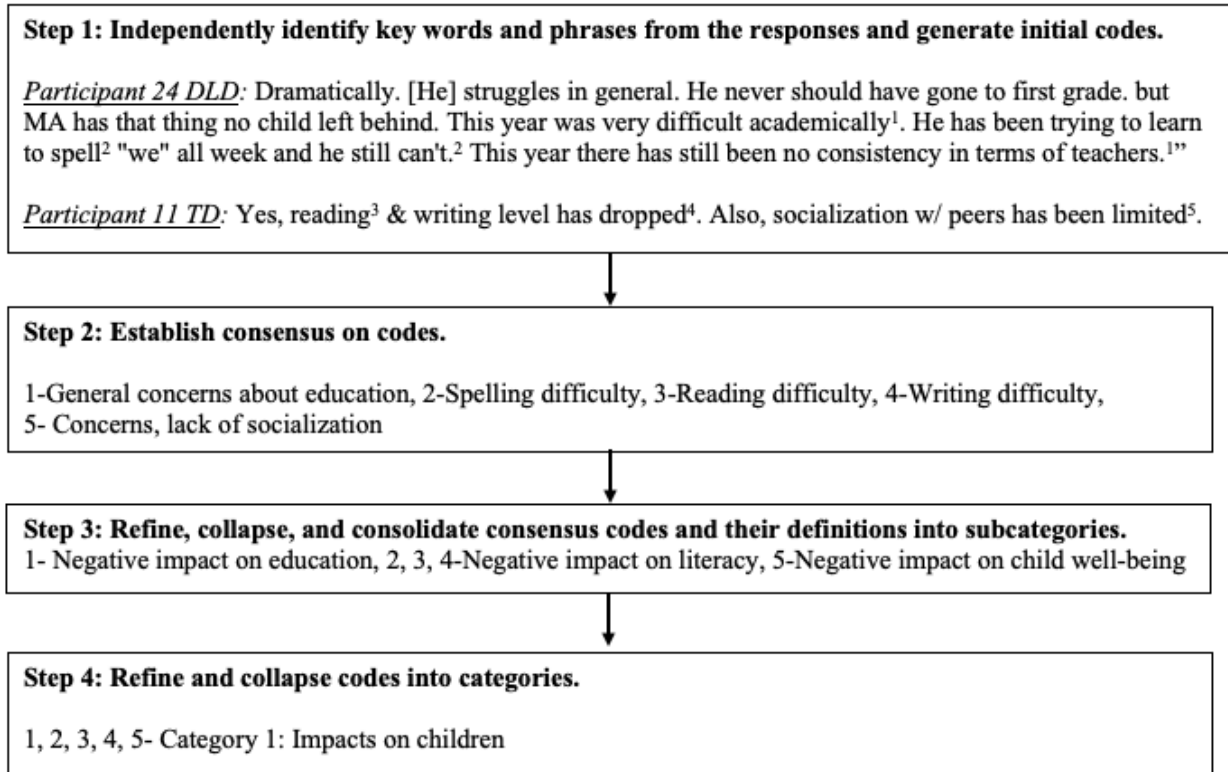 Step 1: Independently identify key words and phrases from the responses and generate initial codes.
Participant 24 DLD: Dramatically. [He] struggles in general. He never should have gone to first grade. but
MA has that thing no child left behind. This year was very difficult academically¹. He has been trying to learn
to spell² "we" all week and he still can't.² This year there has still been no consistency in terms of teachers.¹”
Participant 11 TD: Yes, reading³ & writing level has dropped⁴. Also, socialization w/ peers has been limited⁵.
Step 2: Establish consensus on codes.
1-General concerns about education, 2-Spelling difficulty, 3-Reading difficulty, 4-Writing difficulty,
5- Concerns, lack of socialization
Step 3: Refine, collapse, and consolidate consensus codes and their definitions into subcategories.
1- Negative impact on education, 2, 3, 4-Negative impact on literacy, 5-Negative impact on child well-being
Step 4: Refine and collapse codes into categories.
1, 2, 3, 4, 5- Category 1: Impacts on children